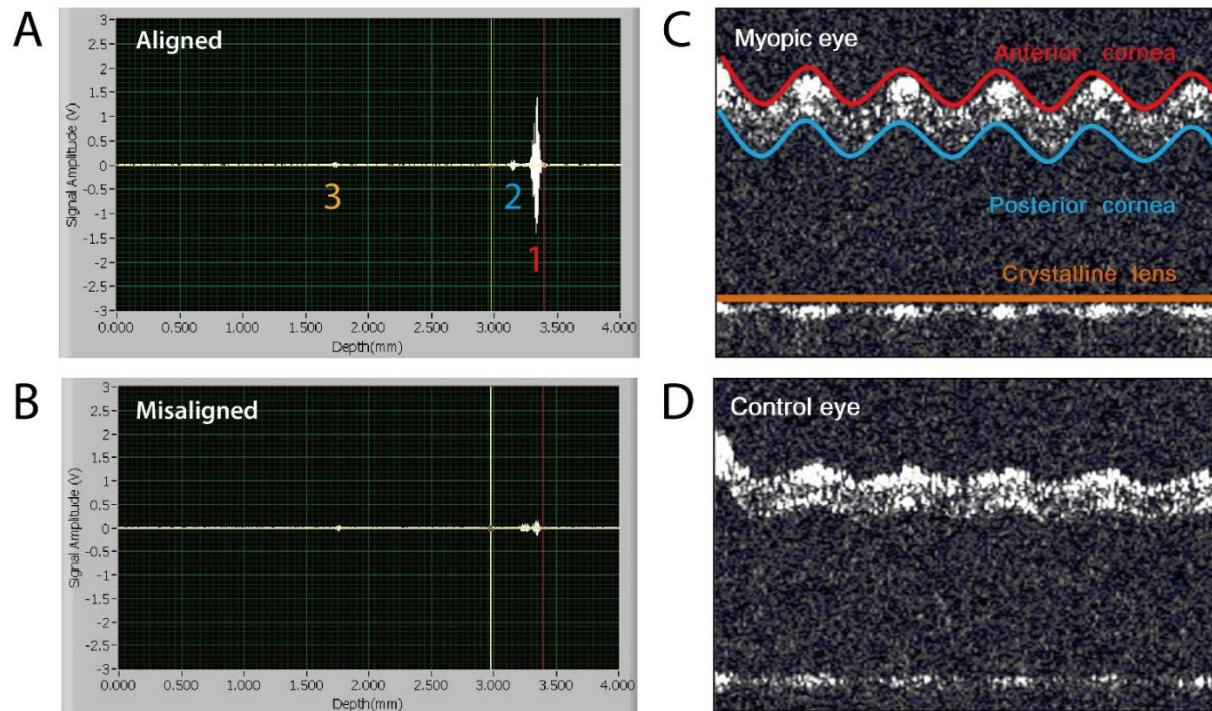 A
Aligned
Signal Amplitude (V)
3
2.5
2
1.5
1
0.5
0
-0.5
-1
-1.5
-2
-2.5
-3
3
2
1
0.000 0.500 1.000 1.500 2.000 2.500 3.000 3.500 4.000
Depth(mm)
B
Misaligned
Signal Amplitude (V)
3
2.5
2
1.5
1
0.5
0
-0.5
-1
-1.5
-2
-2.5
-3
0.000 0.500 1.000 1.500 2.000 2.500 3.000 3.500 4.000
Depth(mm)
C
Myopic eye
Anterior cornea
Posterior cornea
Crystalline lens
D
Control eye